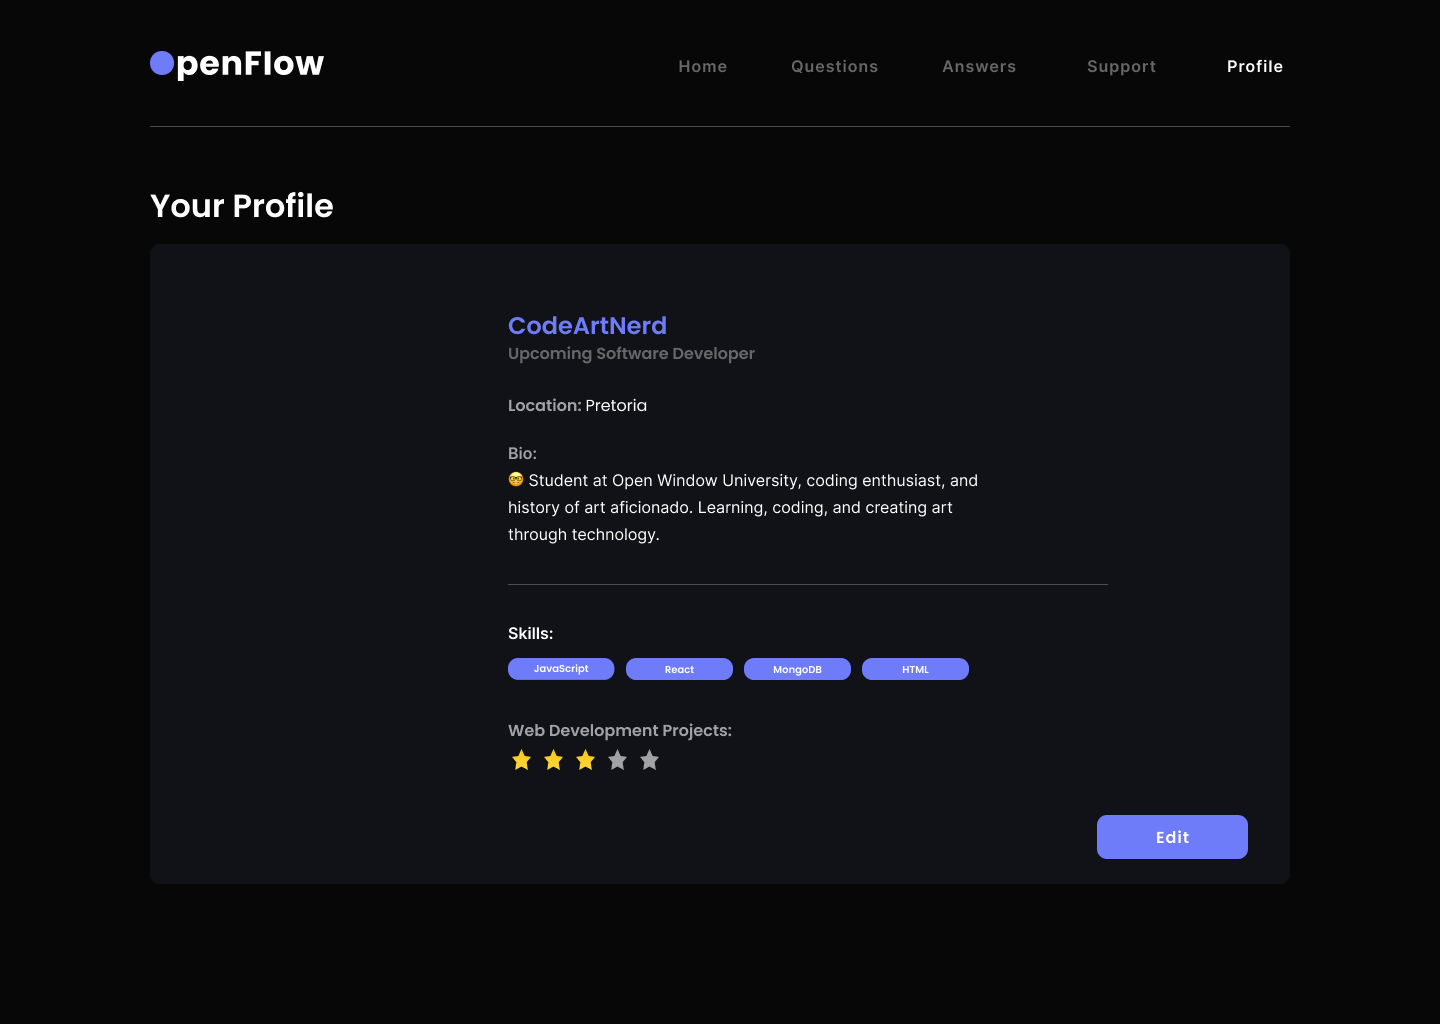 OpenFlow
Home Questions Answers Support Profile
Your Profile
CodeArtNerd
Upcoming Software Developer
Location: Pretoria
Bio:
🤓 Student at Open Window University, coding enthusiast, and
history of art aficionado. Learning, coding, and creating art
through technology.
Skills:
JavaScript React MongoDB HTML
Web Development Projects:
Edit